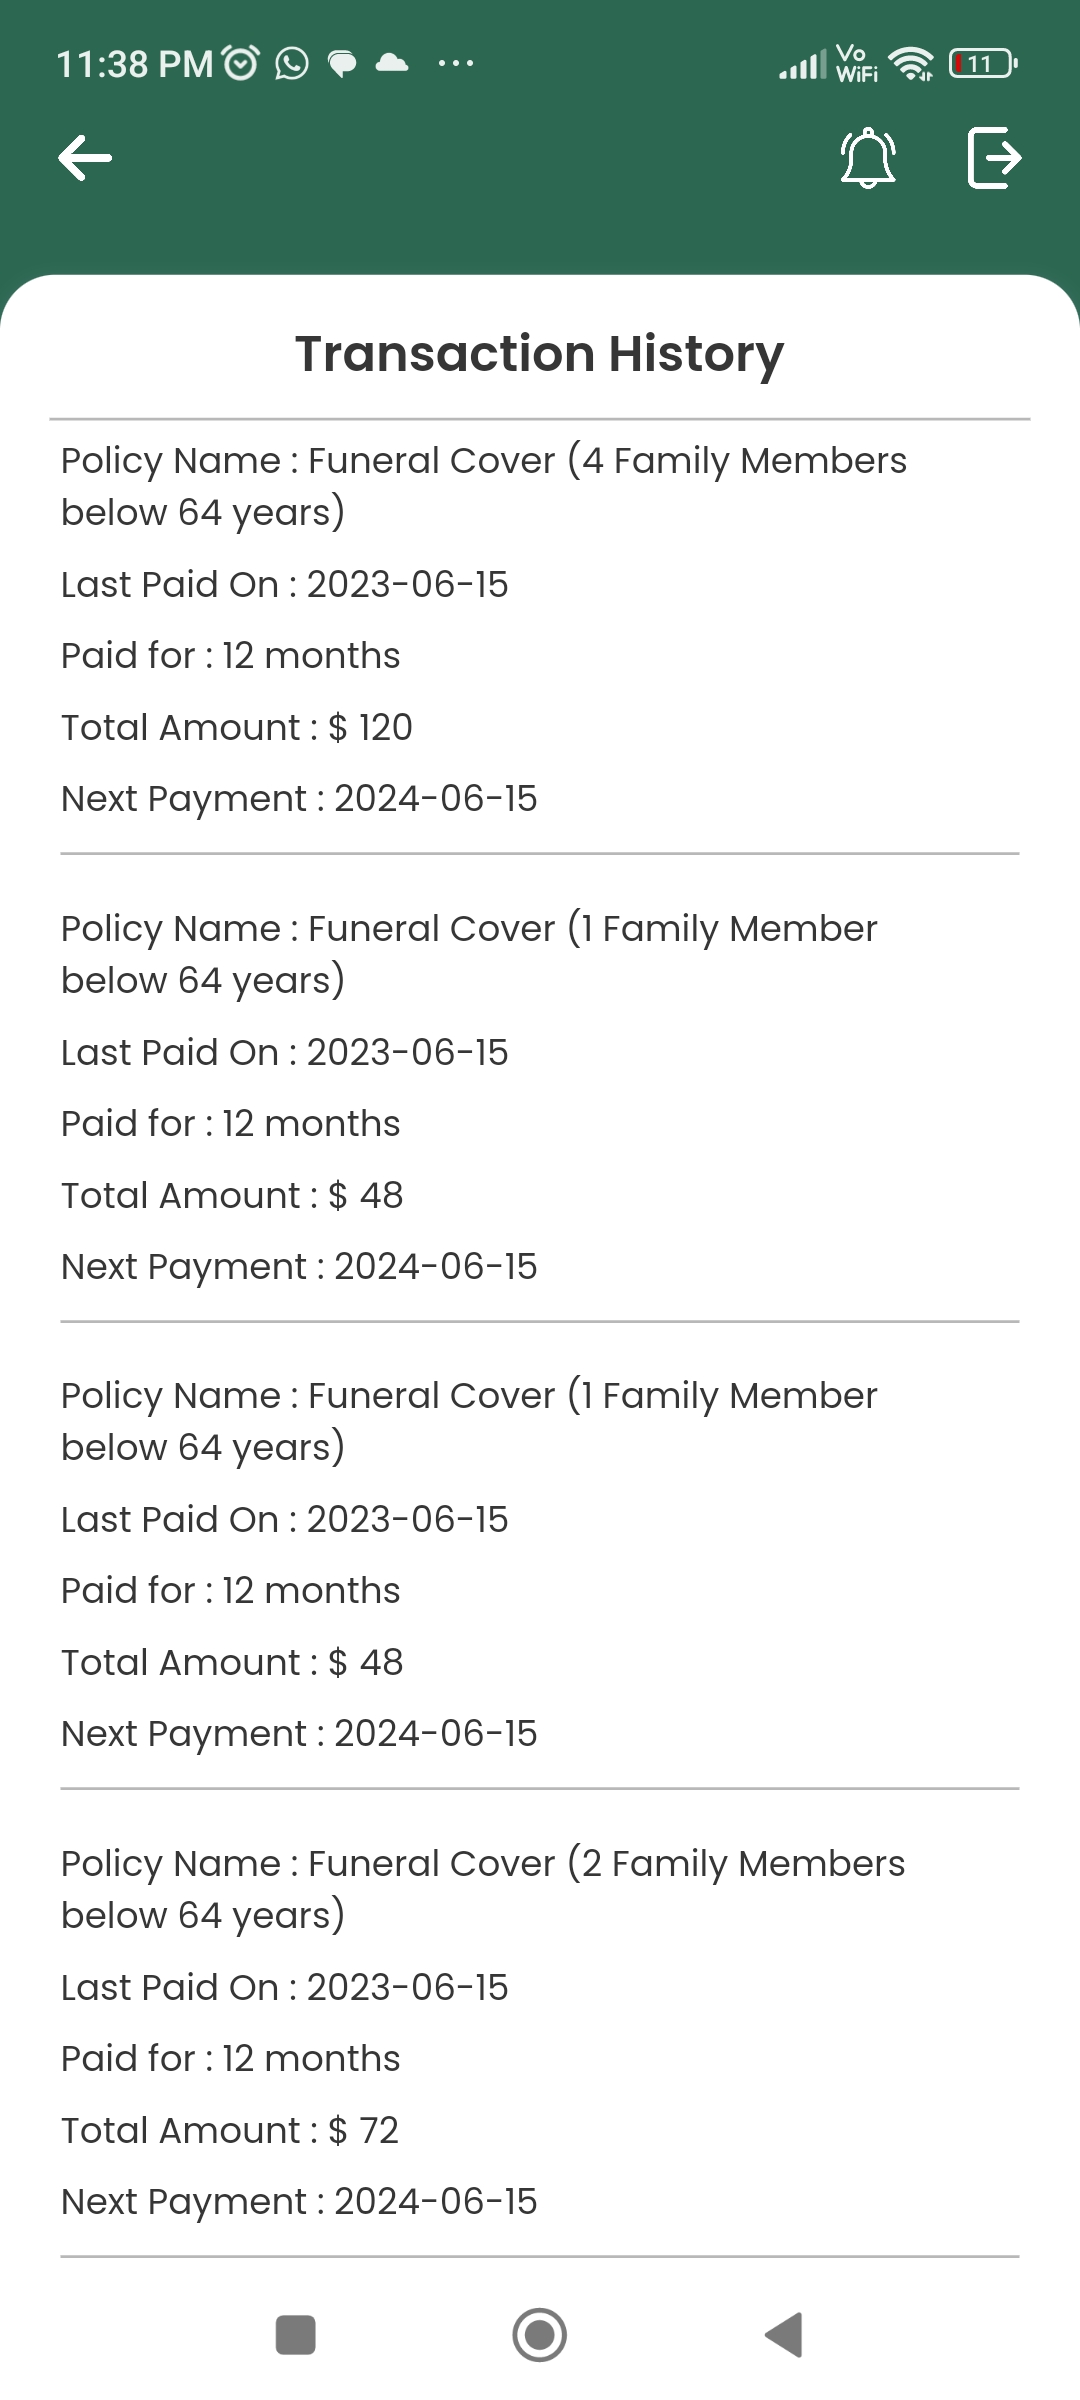 11:38 PM
Vo
WiFi
11
Transaction History
Policy Name : Funeral Cover (4 Family Members
below 64 years)
Last Paid On : 2023-06-15
Paid for : 12 months
Total Amount : $ 120
Next Payment : 2024-06-15
Policy Name : Funeral Cover (1 Family Member
below 64 years)
Last Paid On : 2023-06-15
Paid for : 12 months
Total Amount : $ 48
Next Payment : 2024-06-15
Policy Name : Funeral Cover (1 Family Member
below 64 years)
Last Paid On : 2023-06-15
Paid for : 12 months
Total Amount : $ 48
Next Payment : 2024-06-15
Policy Name : Funeral Cover (2 Family Members
below 64 years)
Last Paid On : 2023-06-15
Paid for : 12 months
Total Amount : $ 72
Next Payment : 2024-06-15